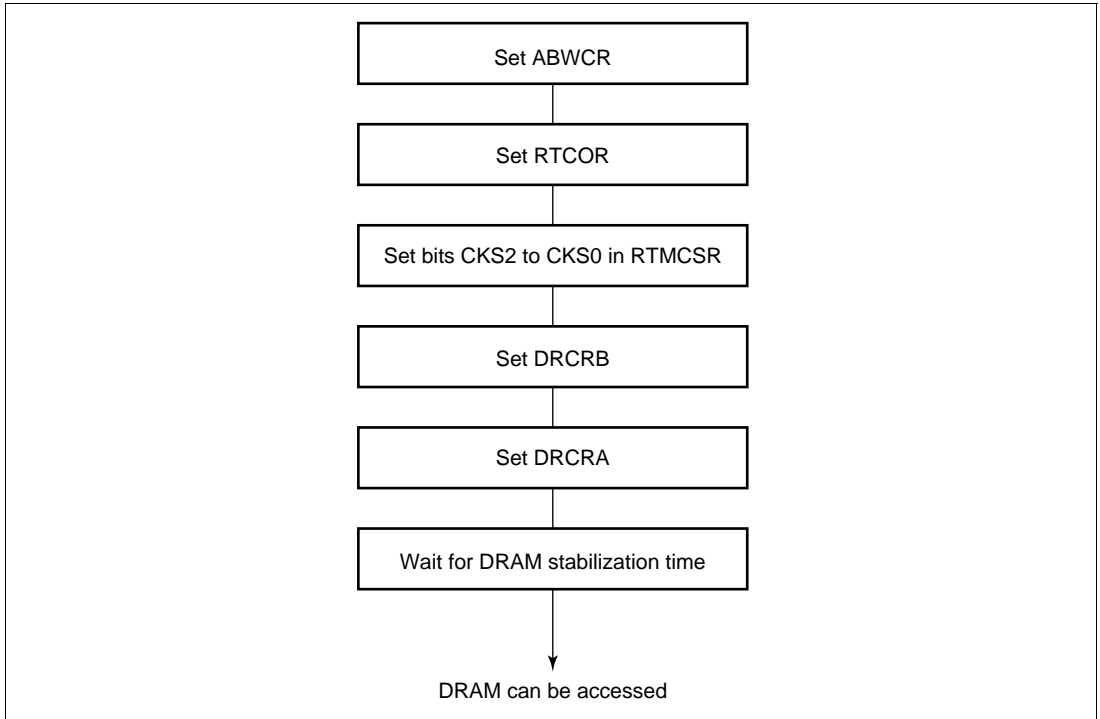 Set ABWCR
Set RTCOR
Set bits CKS2 to CKS0 in RTMCSR
Set DRCRB
Set DRCRA
Wait for DRAM stabilization time
DRAM can be accessed